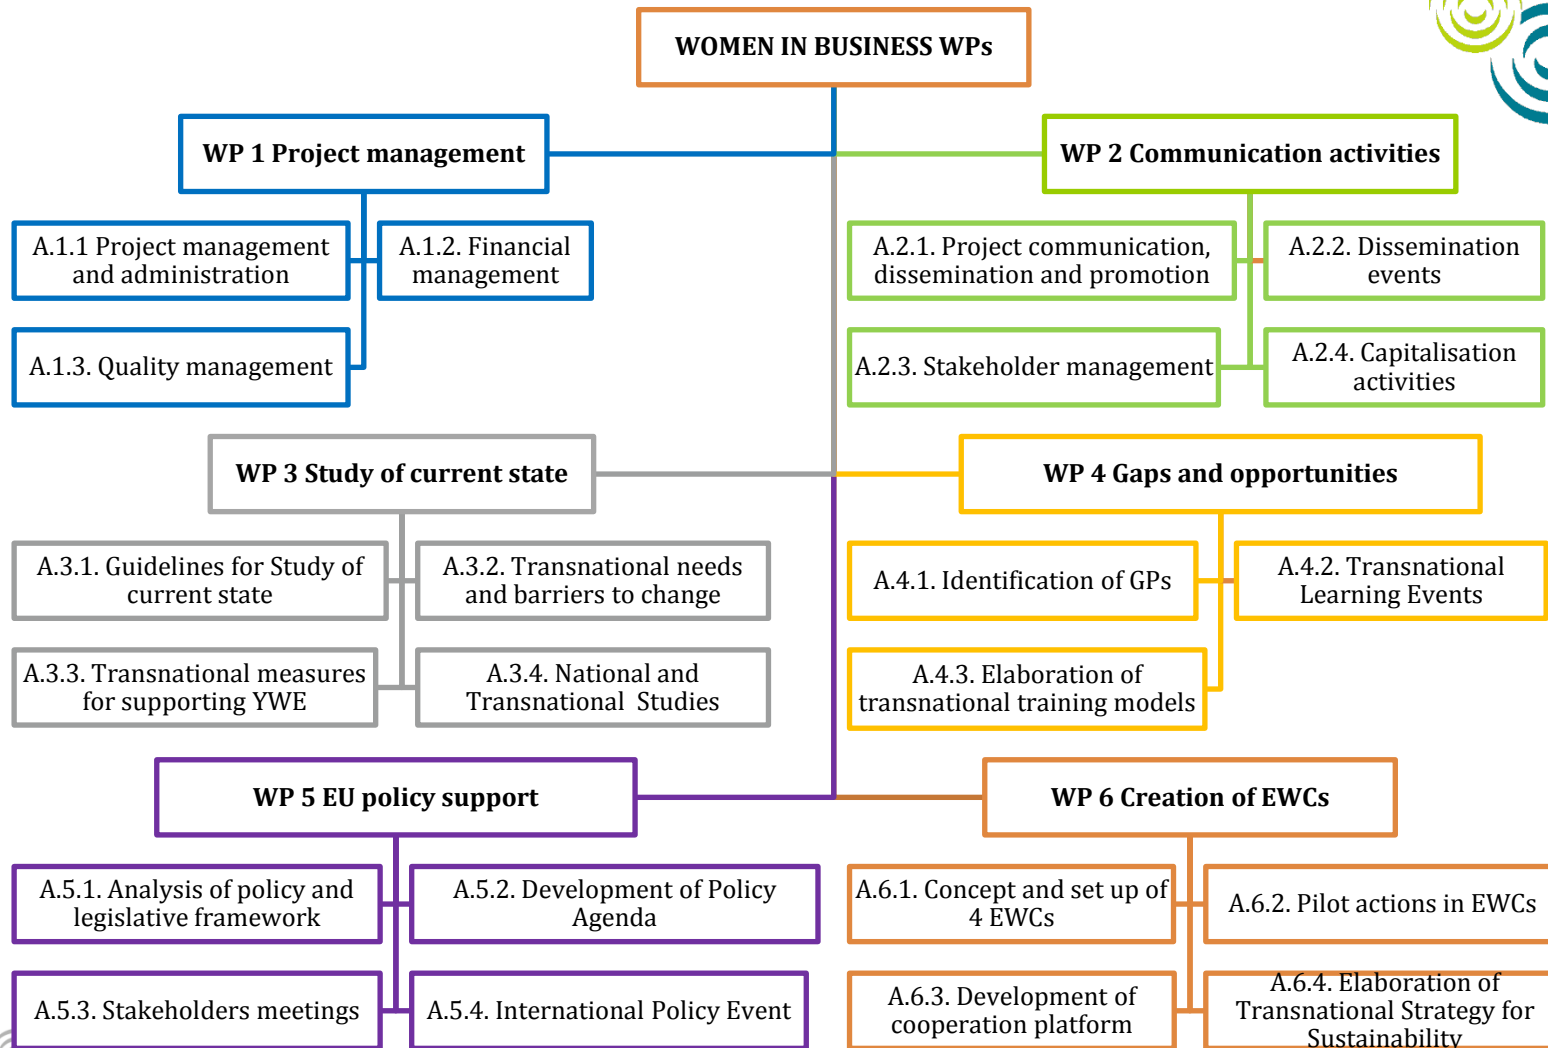 WOMEN IN BUSINESS WPs
WP 1 Project management
WP 2 Communication activities
A.1.1 Project management
and administration
A.1.2. Financial
management
A.2.1. Project communication,
dissemination and promotion
A.2.2. Dissemination
events
A.1.3. Quality management
A.2.3. Stakeholder management
A.2.4. Capitalisation
activities
WP 3 Study of current state
WP 4 Gaps and opportunities
A.3.1. Guidelines for Study of
current state
A.3.2. Transnational needs
and barriers to change
A.4.1. Identification of GPs
A.4.2. Transnational
Learning Events
A.3.3. Transnational measures
for supporting YWE
A.3.4. National and
Transnational  Studies
A.4.3. Elaboration of
transnational training models
WP 5 EU policy support
WP 6 Creation of EWCs
A.5.1. Analysis of policy and
legislative framework
A.5.2. Development of Policy
Agenda
A.6.1. Concept and set up of
4 EWCs
A.6.2. Pilot actions in EWCs
A.5.3. Stakeholders meetings
A.5.4. International Policy Event
A.6.3. Development of
cooperation platform
A.6.4. Elaboration of
Transnational Strategy for
Sustainability